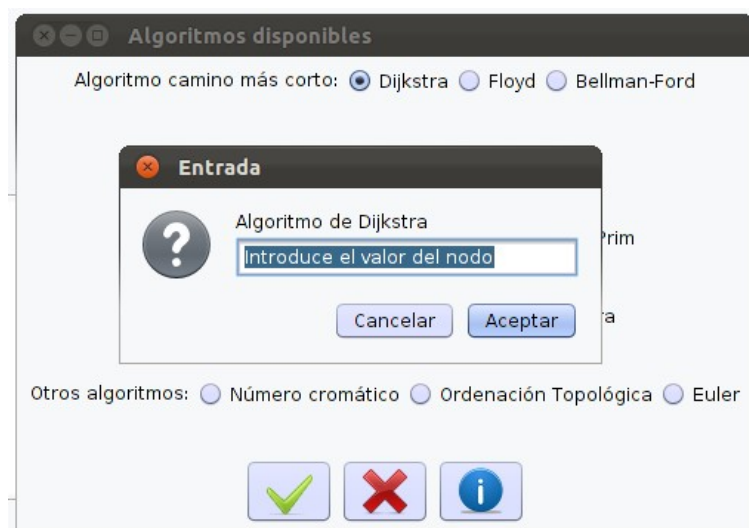 Algoritmos disponibles
Algoritmo camino más corto: Dijkstra Floyd Bellman-Ford
Entrada
Algoritmo de Dijkstra
Introduce el valor del nodo
Prim
Cancelar Aceptar
Otros algoritmos: Número cromático Ordenación Topológica Euler